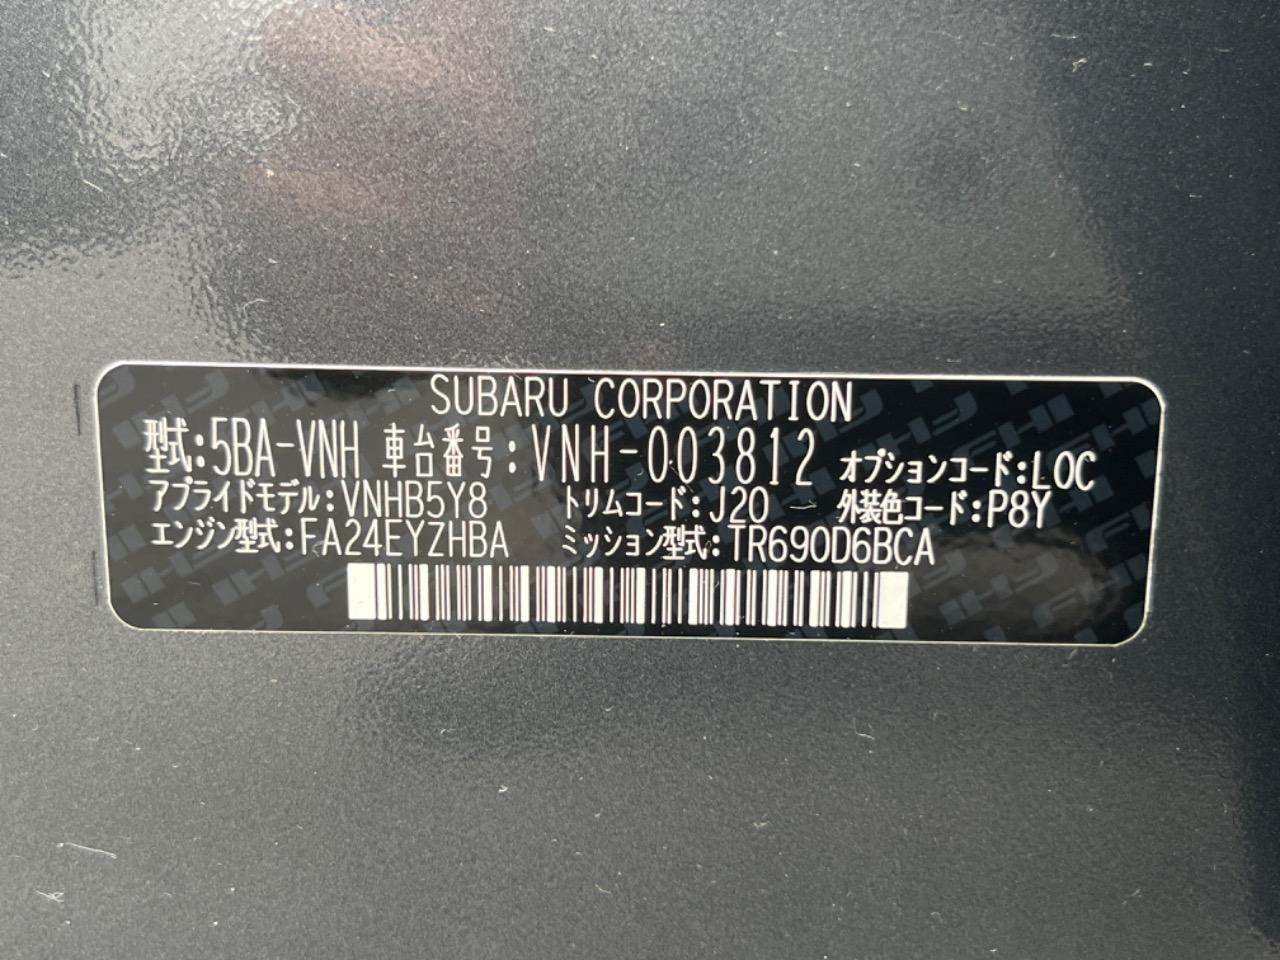 SUBARU CORPORATION
型式:5BA-VNH 車台番号:VNH-003812 オプションコード:LOC
アプライドモデル:VNHB5Y8 トリムコード:J20 外装色コード:P8Y
エンジン型式:FA24EYZHBA ミッション型式:TR690D6BCA